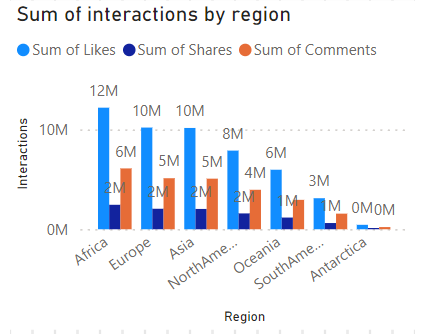 Sum of interactions by region
Sum of Likes Sum of Shares Sum of Comments
Interactions
10M
0M
12M
2M
6M
10M
2M
5M
10M
2M
5M
8M
2M
4M
6M
1M
3M
1M
0M
0M
Africa
Europe
Asia
NorthAme...
Oceania
SouthAme...
Antarctica
Region